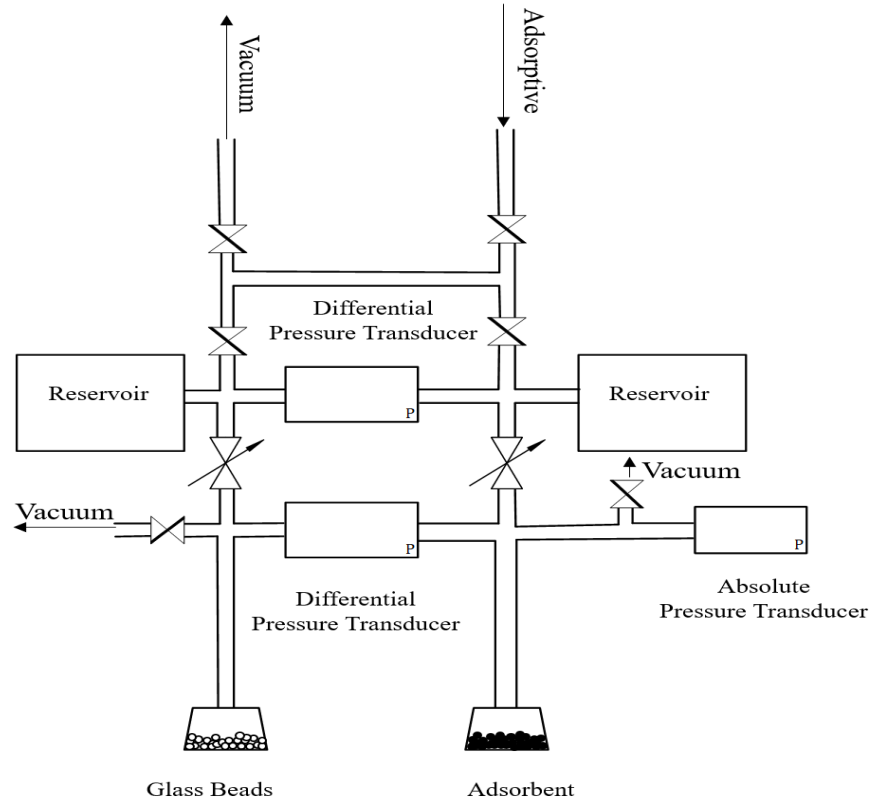 Vacuum
Adsorptive
Differential
Pressure Transducer
Reservoir
P
Reservoir
Vacuum
Vacuum
P
P
Differential
Pressure Transducer
Absolute
Pressure Transducer
Glass Beads
Adsorbent